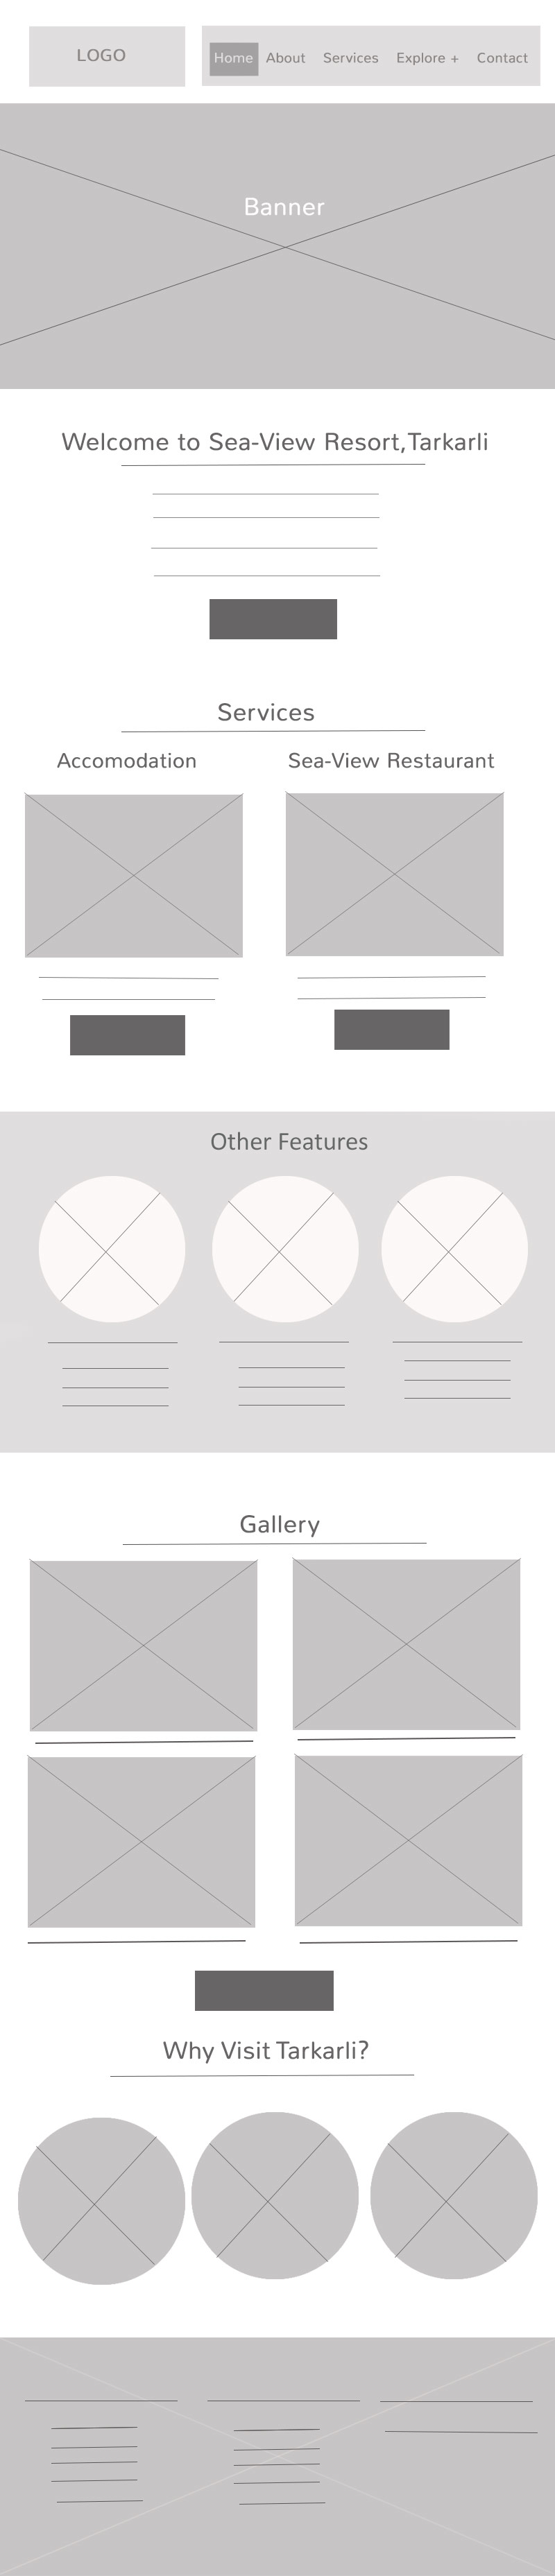 LOGO
Home About Services Explore + Contact
Banner
Welcome to Sea-View Resort,Tarkarli
Services
Accomodation
Sea-View Restaurant
Other Features
Gallery
Why Visit Tarkarli?